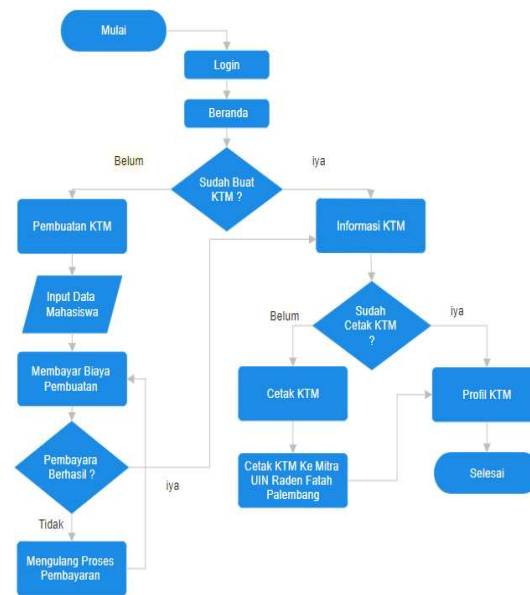 Mulai
Login
Beranda
Belum
iya
Sudah Buat
KTM ?
Pembuatan KTM
Informasi KTM
Input Data
Mahasiswa
Sudah
Cetak KTM
?
Belum
iya
Membayar Biaya
Pembuatan
Cetak KTM
Profil KTM
Pembayara
Berhasil ?
iya
Cetak KTM Ke Mitra
UIN Raden Fatah
Palembang
Selesai
Tidak
Mengulang Proses
Pembayaran